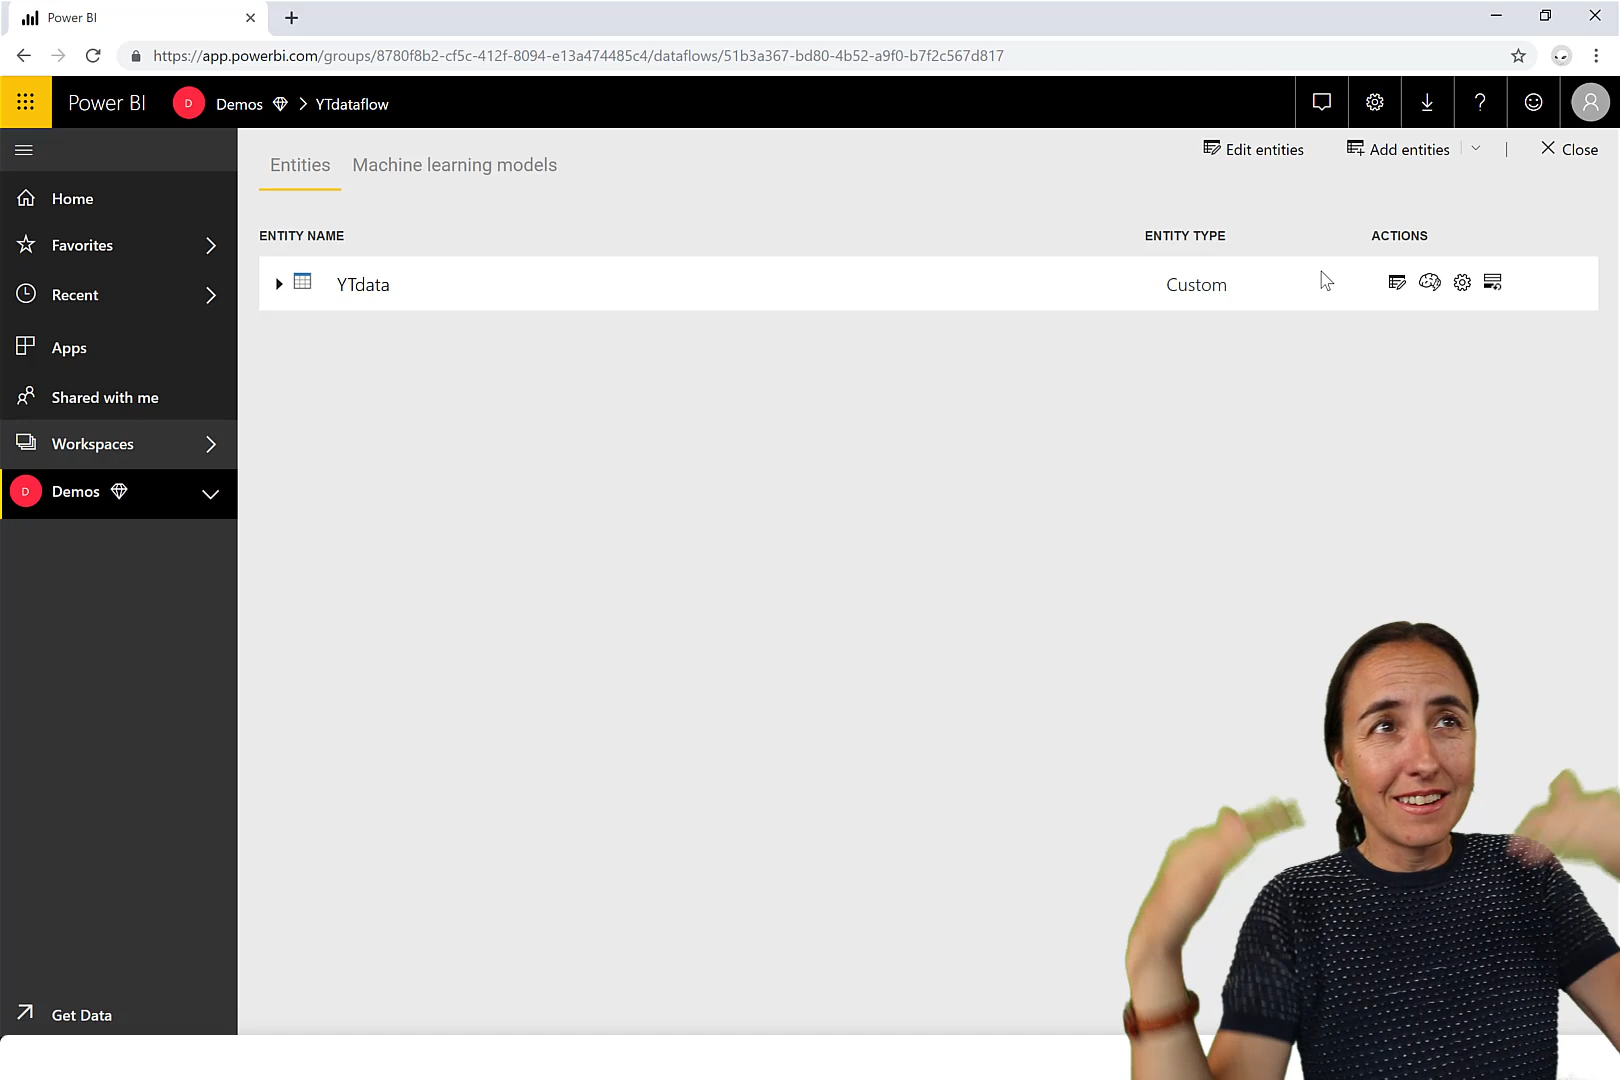 Power BI
https://app.powerbi.com/groups/8780f8b2-cf5c-412f-8094-e13a474485c4/dataflows/51b3a367-bd80-4b52-a9f0-b7f2c567d817
Power BI D Demos YTdataflow
Edit entities Add entities Close
Entities Machine learning models
Home
Favorites
Recent
Apps
Shared with me
Workspaces
D Demos
ENTITY NAME ENTITY TYPE ACTIONS
YTdata Custom
Get Data